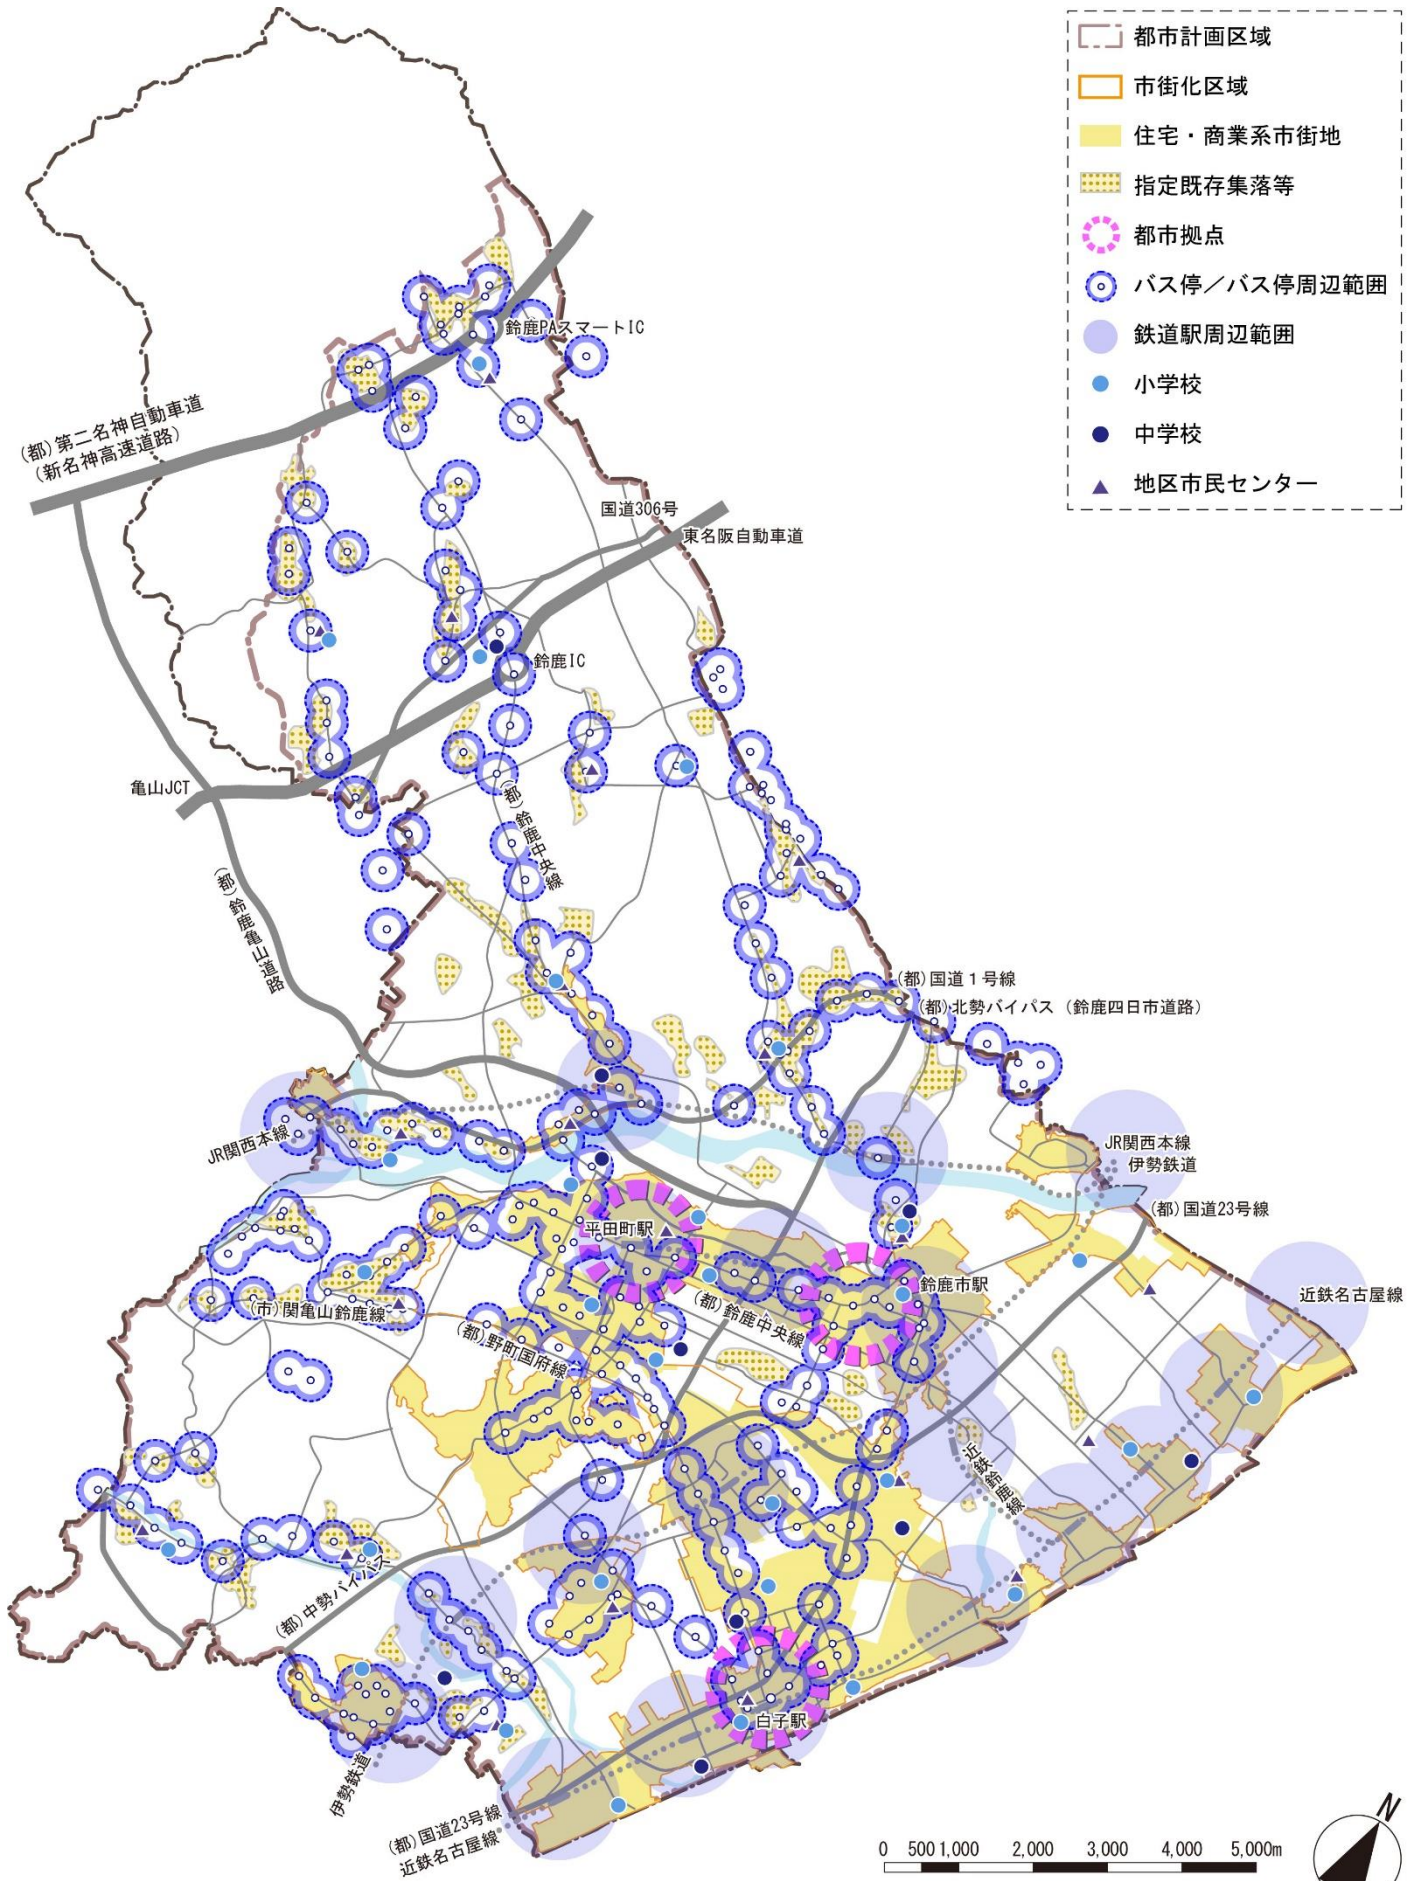 都市計画区域
市街化区域
住宅・商業系市街地
指定既存集落等
都市拠点
バス停／バス停周辺範囲
鉄道駅周辺範囲
小学校
中学校
地区市民センター
鈴鹿PAスマートIC
(都)第二名神自動車道
(新名神高速道路)
国道306号
東名阪自動車道
鈴鹿IC
亀山JCT
(都)鈴鹿中央線
(都)鈴鹿亀山道路
(都)国道１号線
(都)北勢バイパス（鈴鹿四日市道路）
JR関西本線
JR関西本線
伊勢鉄道
(都)国道23号線
平田町駅
鈴鹿市駅
近鉄名古屋線
(市)関亀山鈴鹿線
(都)鈴鹿中央線
(都)野町国府線
近鉄鈴鹿線
(都)中勢バイパス
白子駅
伊勢鉄道
(都)国道23号線
近鉄名古屋線
0 500 1,000 2,000 3,000 4,000 5,000m
N